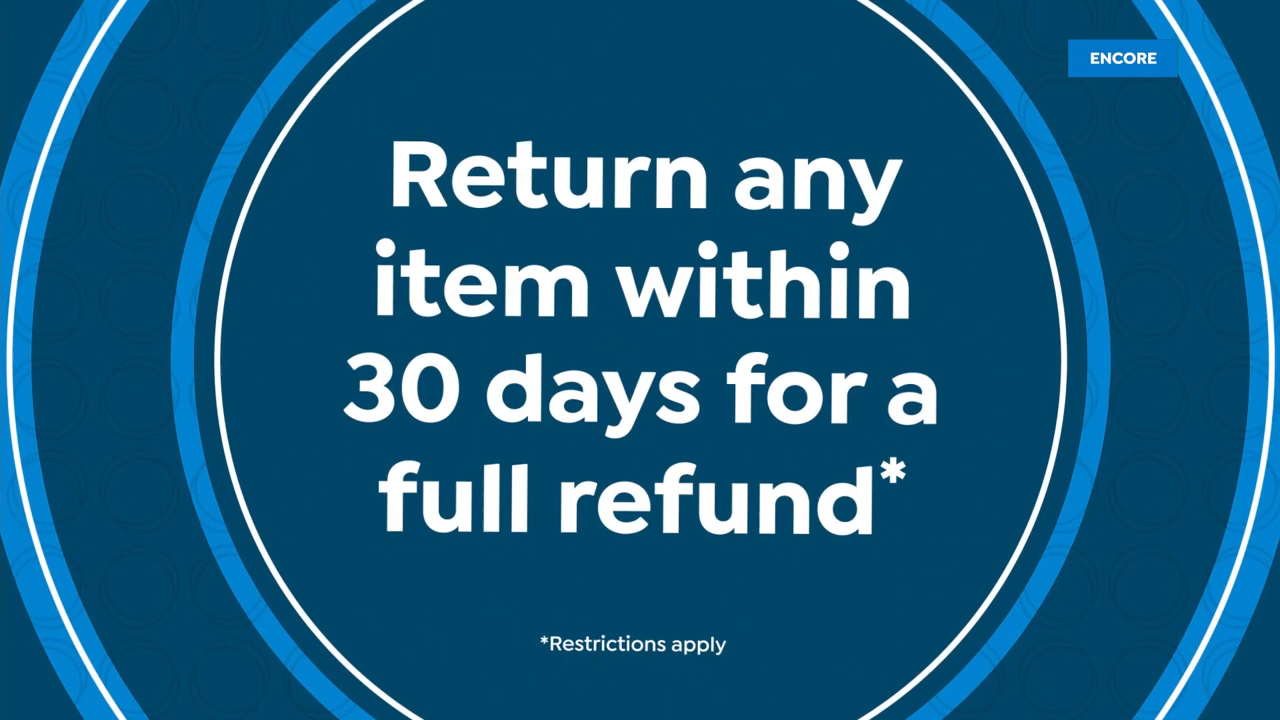 ENCORE
Return any
item within
30 days for a
full refund*
*Restrictions apply